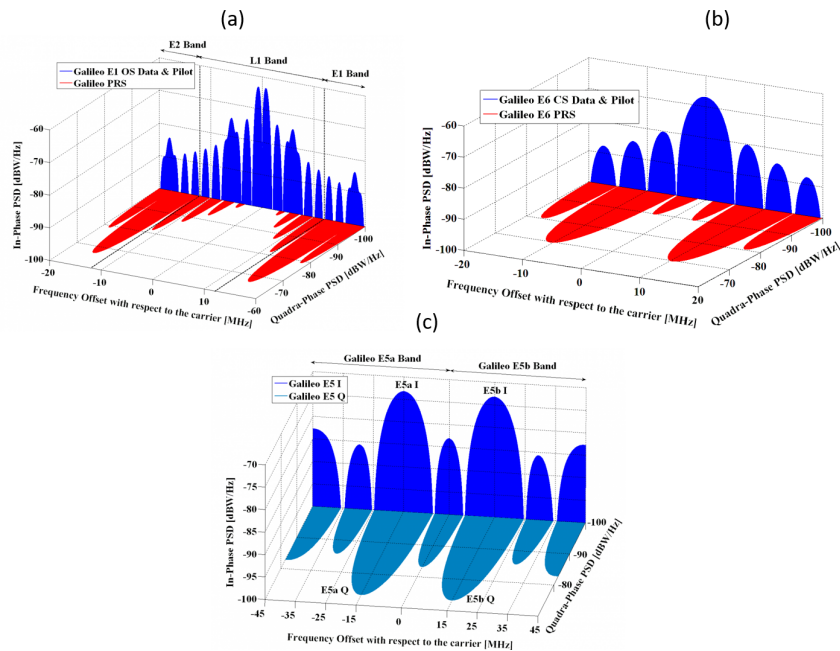 (a)
E2 Band
L1 Band
E1 Band
Galileo E1 OS Data & Pilot
Galileo PRS
In-Phase PSD [dBW/Hz]
-60
-70
-80
-90
-100
-20
-10
0
10
-60
-70
-80
-90
-100
Frequency Offset with respect to the carrier [MHz]
Quadra-Phase PSD [dBW/Hz]
(b)
Galileo E6 CS Data & Pilot
Galileo E6 PRS
In-Phase PSD [dBW/Hz]
-60
-70
-80
-90
-100
-20
-10
0
10
20
-70
-80
-90
-100
Frequency Offset with respect to the carrier [MHz]
Quadra-Phase PSD [dBW/Hz]
(c)
Galileo E5a Band
Galileo E5b Band
Galileo E5 I
Galileo E5 Q
E5a I
E5b I
In-Phase PSD [dBW/Hz]
-70
-75
-80
-85
-90
-95
-100
E5a Q
E5b Q
-45
-35
-25
-15
0
15
25
35
45
-80
-90
-100
Frequency Offset with respect to the carrier [MHz]
Quadra-Phase PSD [dBW/Hz]